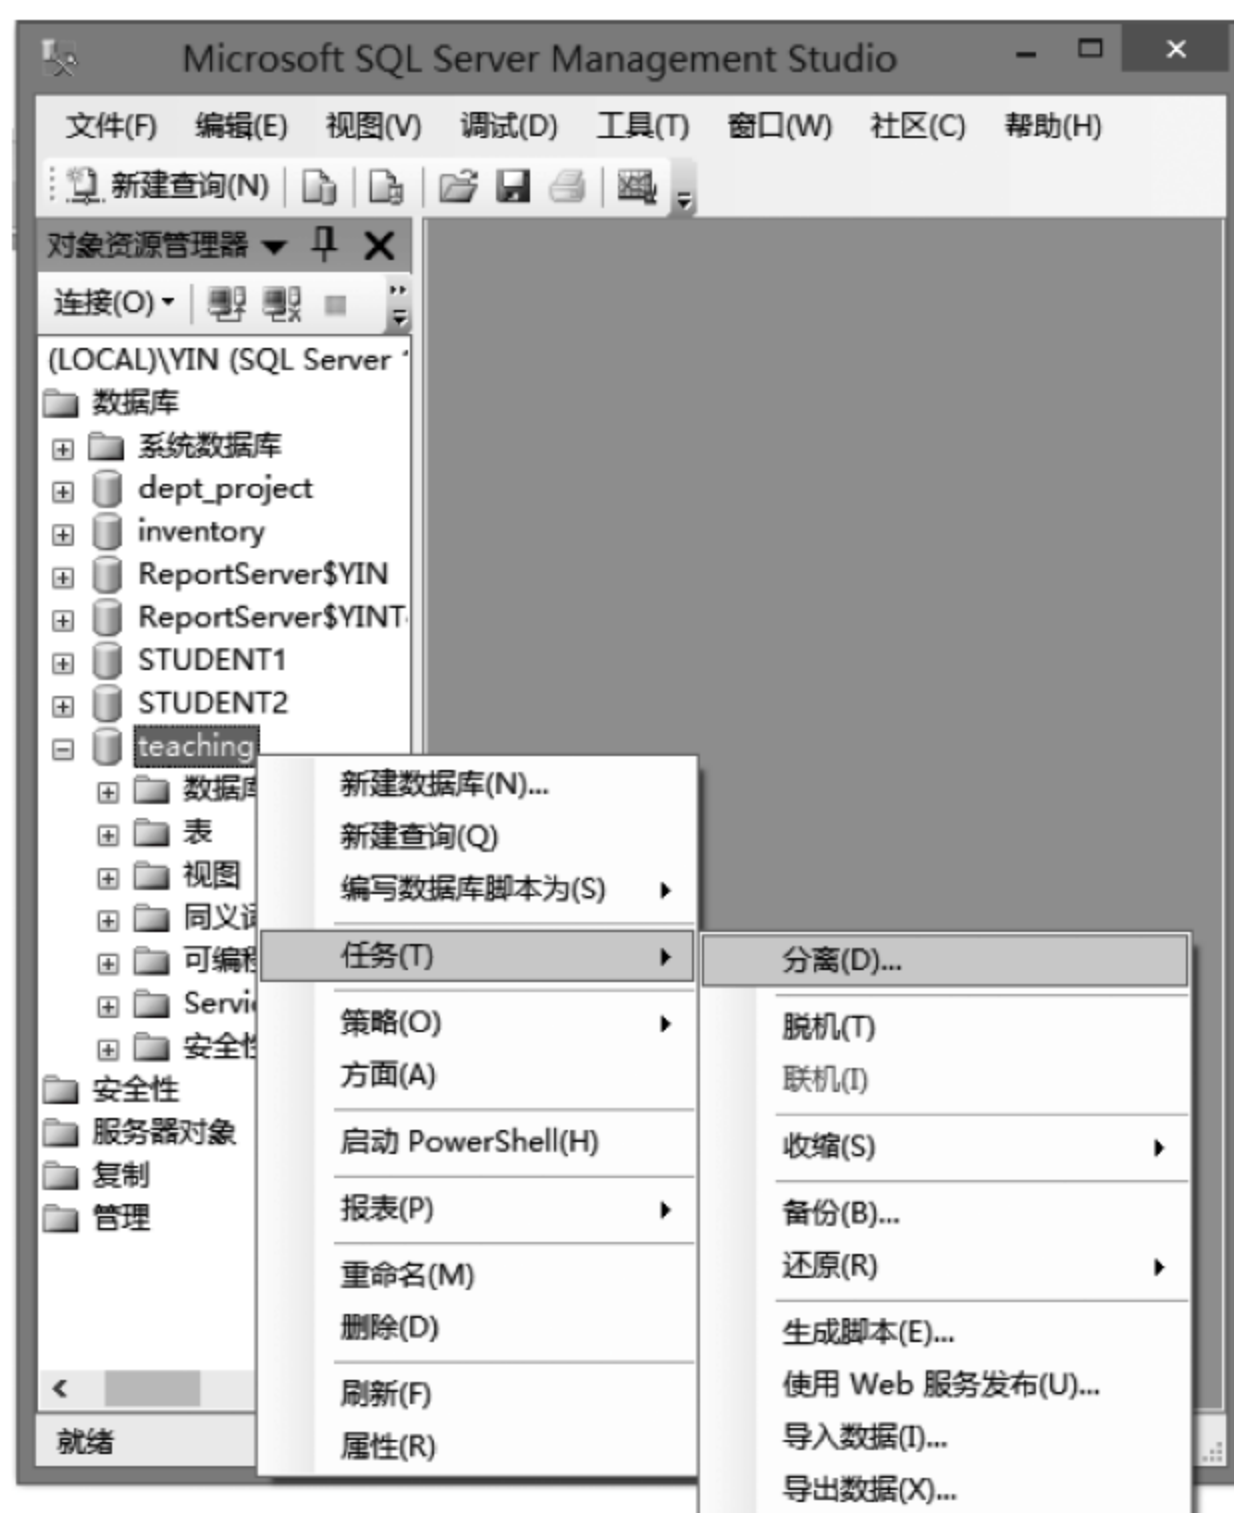 Microsoft SQL Server Management Studio
文件(F) 编辑(E) 视图(V) 调试(D) 工具(T) 窗口(W) 社区(C) 帮助(H)
新建查询(N)
对象资源管理器
连接(O)
(LOCAL)\YIN (SQL Server
数据库
系统数据库
dept_project
inventory
ReportServer$YIN
ReportServer$YINT
STUDENT1
STUDENT2
teaching
数据库
表
视图
同义词
可编程
Servi
安全性
安全性
服务器对象
复制
管理
就绪
新建数据库(N)...
新建查询(Q)
编写数据库脚本为(S)
任务(T)
策略(O)
方面(A)
启动 PowerShell(H)
报表(P)
重命名(M)
删除(D)
刷新(F)
属性(R)
分离(D)...
脱机(T)
联机(I)
收缩(S)
备份(B)...
还原(R)
生成脚本(E)...
使用 Web 服务发布(U)...
导入数据(I)...
导出数据(X)...